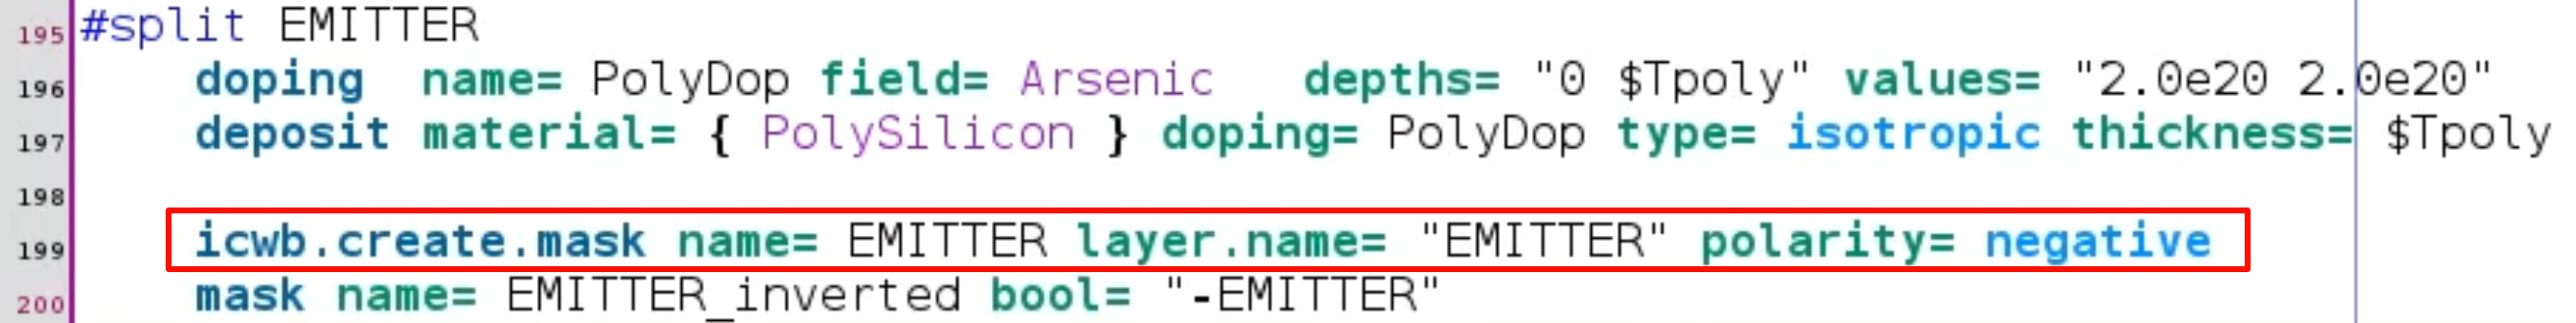 195 #split EMITTER
196 doping name= PolyDop field= Arsenic depths= "0 $Tpoly" values= "2.0e20 2.0e20"
197 deposit material= { PolySilicon } doping= PolyDop type= isotropic thickness= $Tpoly
198
199 icwb.create.mask name= EMITTER layer.name= "EMITTER" polarity= negative
200 mask name= EMITTER_inverted bool= "-EMITTER"